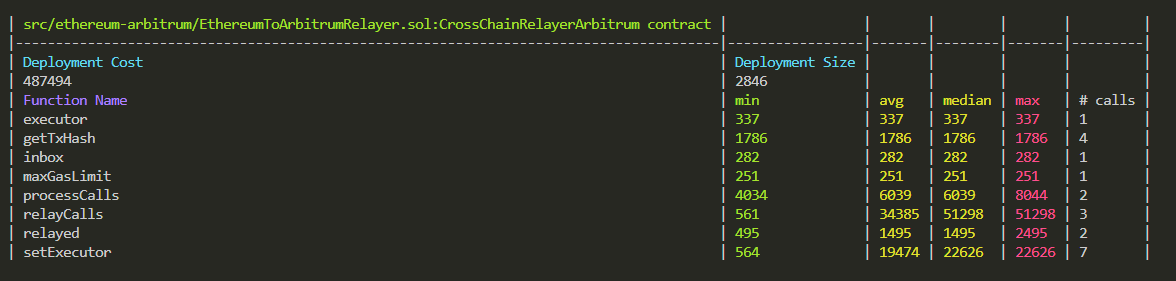 | src/ethereum-arbitrum/EthereumToArbitrumRelayer.sol:CrossChainRelayerArbitrum contract | | | | | |
|----------------------------------------------------------------------------------------|-----------------|-------|--------|-------|---------|
| Deployment Cost | Deployment Size | | | | |
| 487494 | 2846 | | | | |
| Function Name | min | avg | median | max | # calls |
| executor | 337 | 337 | 337 | 337 | 1 |
| getTxHash | 1786 | 1786 | 1786 | 1786 | 4 |
| inbox | 282 | 282 | 282 | 282 | 1 |
| maxGasLimit | 251 | 251 | 251 | 251 | 1 |
| processCalls | 4034 | 6039 | 6039 | 8044 | 2 |
| relayCalls | 561 | 34385 | 51298 | 51298 | 3 |
| relayed | 495 | 1495 | 1495 | 2495 | 2 |
| setExecutor | 564 | 19474 | 22626 | 22626 | 7 |